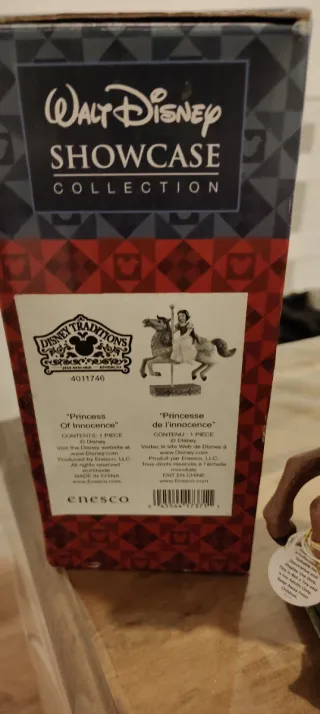 Walt Disney
SHOWCASE
COLLECTION
DISNEY TRADITIONS
4011746
"Princess
Of Innocence"
CONTENTS: 1 PIECE
© Disney
Visit the Disney website at
www.Disney.com
Produced by Enesco, LLC.
All rights reserved
worldwide
MADE IN CHINA
www.Enesco.com
enesco
"Princesse
de l'innocence"
CONTENU: 1 PIÈCE
© Disney
Visitez le site Web de Disney à
www.Disney.com
Produit par Enesco, LLC.
Tous droits réservés à l'échelle
mondiale
FAIT EN CHINE
www.Enesco.com